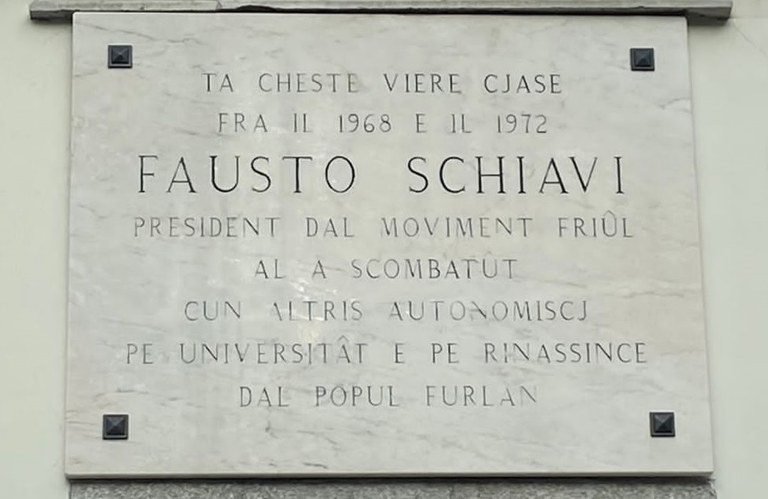 TA CHESTE VIERE CJASE
FRA IL 1968 E IL 1972
FAUSTO SCHIAVI
PRESIDENT DAL MOVIMENT FRIÛL
AL A SCOMBATÛT
CUN ALTRIS AUTONOMISCJ
PE UNIVERSITÂT E PE RINASSINCE
DAL POPUL FURLAN